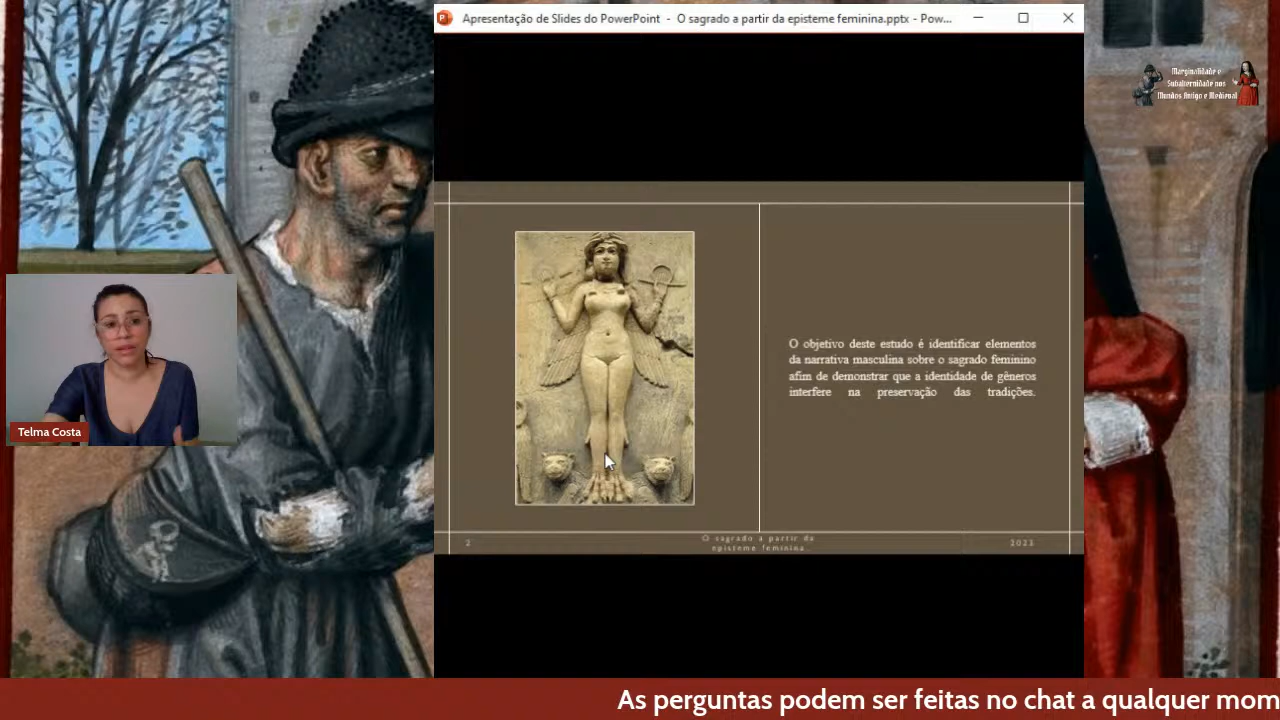 Apresentação de Slides do PowerPoint - O sagrado a partir da episteme feminina.pptx - Pow...
Marginalidade e
Subalternidade nos
Mundos Antigo e Medieval
O objetivo deste estudo é identificar elementos
da narrativa masculina sobre o sagrado feminino
afim de demonstrar que a identidade de gêneros
interfere na preservação das tradições.
Telma Costa
2
O sagrado a partir da
episteme feminina.
2023
As perguntas podem ser feitas no chat a qualquer mom